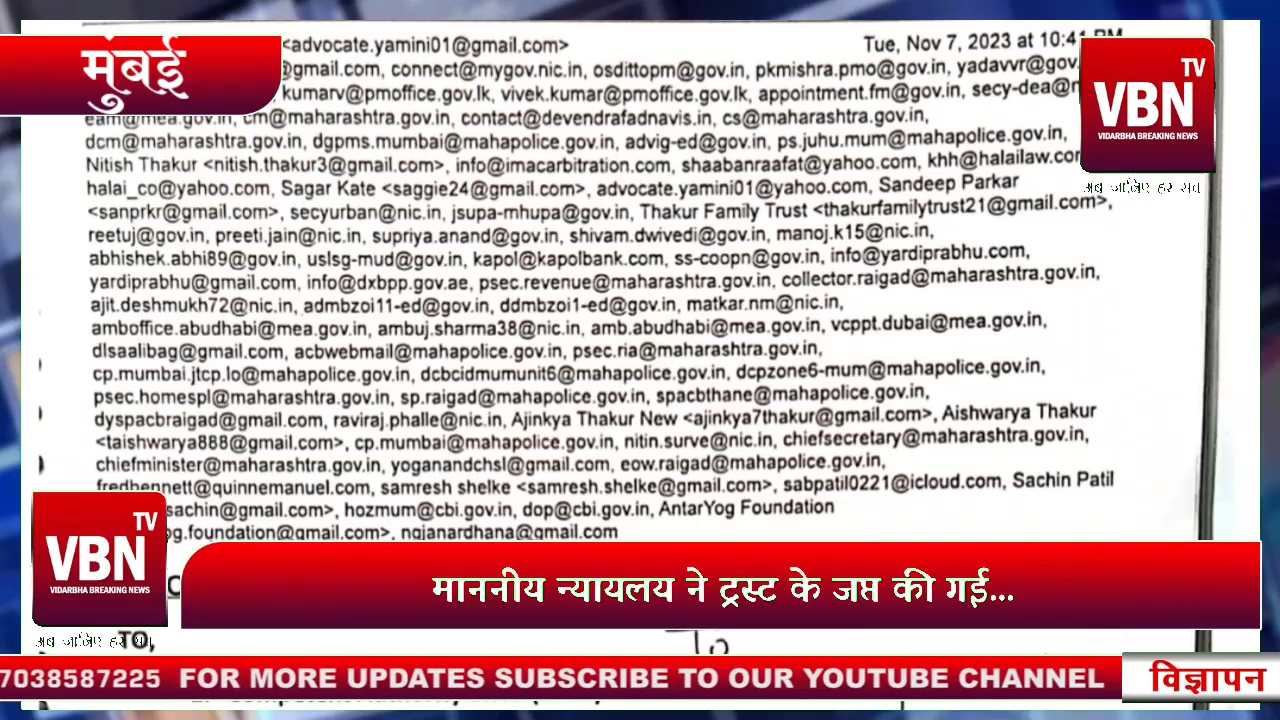 <advocate.yamini01@gmail.com> Tue, Nov 7, 2023 at 10:41 PM
मुंबई
@gmail.com, connect@mygov.nic.in, osdittopm@gov.in, pkmishra.pmo@gov.in, yadavvr@gov.
kumarv@pmoffice.gov.lk, vivek.kumar@pmoffice.gov.lk, appointment.fm@gov.in, secy-dea@n
eam@mea.gov.in, cm@maharashtra.gov.in, contact@devendrafadnavis.in, cs@maharashtra.gov.in,
dcm@maharashtra.gov.in, dgpms.mumbai@mahapolice.gov.in, advig-ed@gov.in, ps.juhu.mum@mahapolice.gov.in,
Nitish Thakur <nitish.thakur3@gmail.com>, info@imacarbitration.com, shaabanraafat@yahoo.com, khh@halailaw.com
halai_co@yahoo.com, Sagar Kate <saggie24@gmail.com>, advocate.yamini01@yahoo.com, Sandeep Parkar
<sanprkr@gmail.com>, secyurban@nic.in, jsupa-mhupa@gov.in, Thakur Family Trust <thakurfamilytrust21@gmail.com>,
reetuj@gov.in, preeti.jain@nic.in, supriya.anand@gov.in, shivam.dwivedi@gov.in, manoj.k15@nic.in,
abhishek.abhi89@gov.in, uslsg-mud@gov.in, kapol@kapolbank.com, ss-coopn@gov.in, info@yardiprabhu.com,
yardiprabhu@gmail.com, info@dxbpp.gov.ae, psec.revenue@maharashtra.gov.in, collector.raigad@maharashtra.gov.in,
ajit.deshmukh72@nic.in, admbzoi11-ed@gov.in, ddmbzoi1-ed@gov.in, matkar.nm@nic.in,
amboffice.abudhabi@mea.gov.in, ambuj.sharma38@nic.in, amb.abudhabi@mea.gov.in, vcppt.dubai@mea.gov.in,
dlsaalibag@gmail.com, acbwebmail@mahapolice.gov.in, psec.ria@maharashtra.gov.in,
cp.mumbai.jtcp.lo@mahapolice.gov.in, dcbcidmumunit6@mahapolice.gov.in, dcpzone6-mum@mahapolice.gov.in,
psec.homespl@maharashtra.gov.in, sp.raigad@mahapolice.gov.in, spacbthane@mahapolice.gov.in,
dyspacbraigad@gmail.com, raviraj.phalle@nic.in, Ajinkya Thakur New <ajinkya7thakur@gmail.com>, Aishwarya Thakur
<taishwarya888@gmail.com>, cp.mumbai@mahapolice.gov.in, nitin.surve@nic.in, chiefsecretary@maharashtra.gov.in,
chiefminister@maharashtra.gov.in, yoganandchsl@gmail.com, eow.raigad@mahapolice.gov.in,
fredbennett@quinnemanuel.com, samresh shelke <samresh.shelke@gmail.com>, sabpatil0221@icloud.com, Sachin Patil
sachin@gmail.com>, hozmum@cbi.gov.in, dop@cbi.gov.in, AntarYog Foundation
og.foundation@gmail.com>, ngjanardhana@gmail.com
TV
VBN
VIDARBHA BREAKING NEWS
अब जानिए हर सच
TV
VBN
VIDARBHA BREAKING NEWS
अब जानिए हर सच
माननीय न्यायलय ने ट्रस्ट के जप्त की गई...
TO,
To
7038587225 FOR MORE UPDATES SUBSCRIBE TO OUR YOUTUBE CHANNEL
विज्ञापन